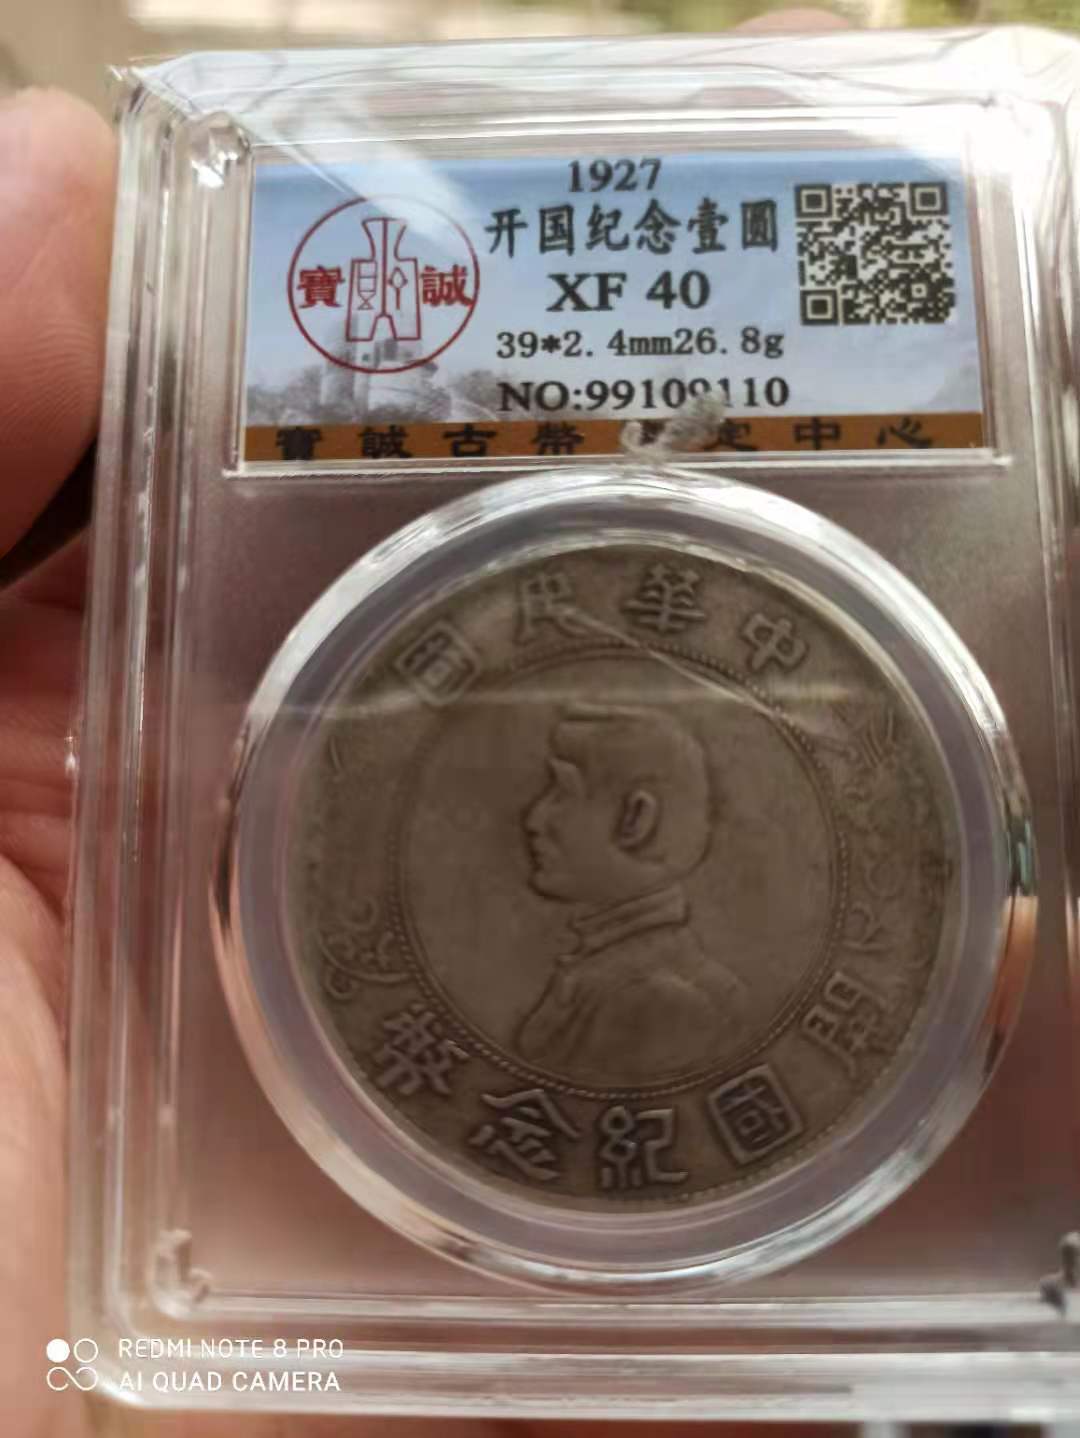 1927
开国纪念壹圆
XF 40
39*2.4mm26.8g
NO:99109110
寶誠
寶誠古幣鑒定中心
中華民國
開國紀念幣
REDMI NOTE 8 PRO
AI QUAD CAMERA